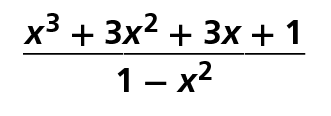 x³ + 3x² + 3x + 1
1 − x²